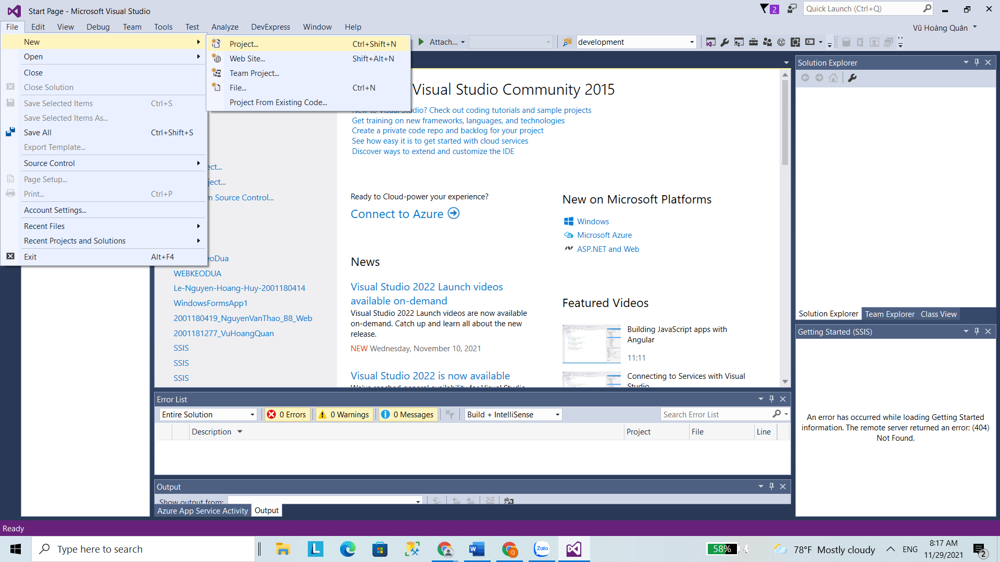 Start Page - Microsoft Visual Studio
2
Quick Launch (Ctrl+Q)
File Edit View Debug Team Tools Test Analyze DevExpress Window Help
Vũ Hoàng Quân
New
Open
Close
Close Solution
Save Selected Items Ctrl+S
Save Selected Items As...
Save All Ctrl+Shift+S
Export Template...
Source Control
Page Setup...
Print... Ctrl+P
Account Settings...
Recent Files
Recent Projects and Solutions
Exit Alt+F4
Project... Ctrl+Shift+N
Web Site... Shift+Alt+N
Team Project...
File... Ctrl+N
Project From Existing Code...
Attach...
development
Visual Studio Community 2015
New to Visual Studio? Check out coding tutorials and sample projects
Get training on new frameworks, languages, and technologies
Create a private code repo and backlog for your project
See how easy it is to get started with cloud services
Discover ways to extend and customize the IDE
ect...
ject...
m Source Control...
eoDua
WEBKEODUA
Le-Nguyen-Hoang-Huy-2001180414
WindowsFormsApp1
2001180419_NguyenVanThao_B8_Web
2001181277_VuHoangQuan
SSIS
SSIS
SSIS
Ready to Cloud-power your experience?
Connect to Azure
News
Visual Studio 2022 Launch videos
available on-demand
Visual Studio 2022 Launch videos are now available
on-demand. Catch up and learn all about the new
release.
NEW Wednesday, November 10, 2021
Visual Studio 2022 is now available
We've reached general availability for Visual Studio
New on Microsoft Platforms
Windows
Microsoft Azure
ASP.NET and Web
Featured Videos
Building JavaScript apps with
Angular
11:11
Connecting to Services with Visual
Studio
Solution Explorer
Solution Explorer Team Explorer Class View
Getting Started (SSIS)
An error has occurred while loading Getting Started
information. The remote server returned an error: (404)
Not Found.
Error List
Entire Solution 0 Errors 0 Warnings 0 Messages Build + IntelliSense Search Error List
Description Project File Line
Output
Show output from:
Azure App Service Activity Output
Ready
Type here to search
L
W
Q
Zalo
58%
78°F Mostly cloudy
ENG
8:17 AM
11/29/2021
2